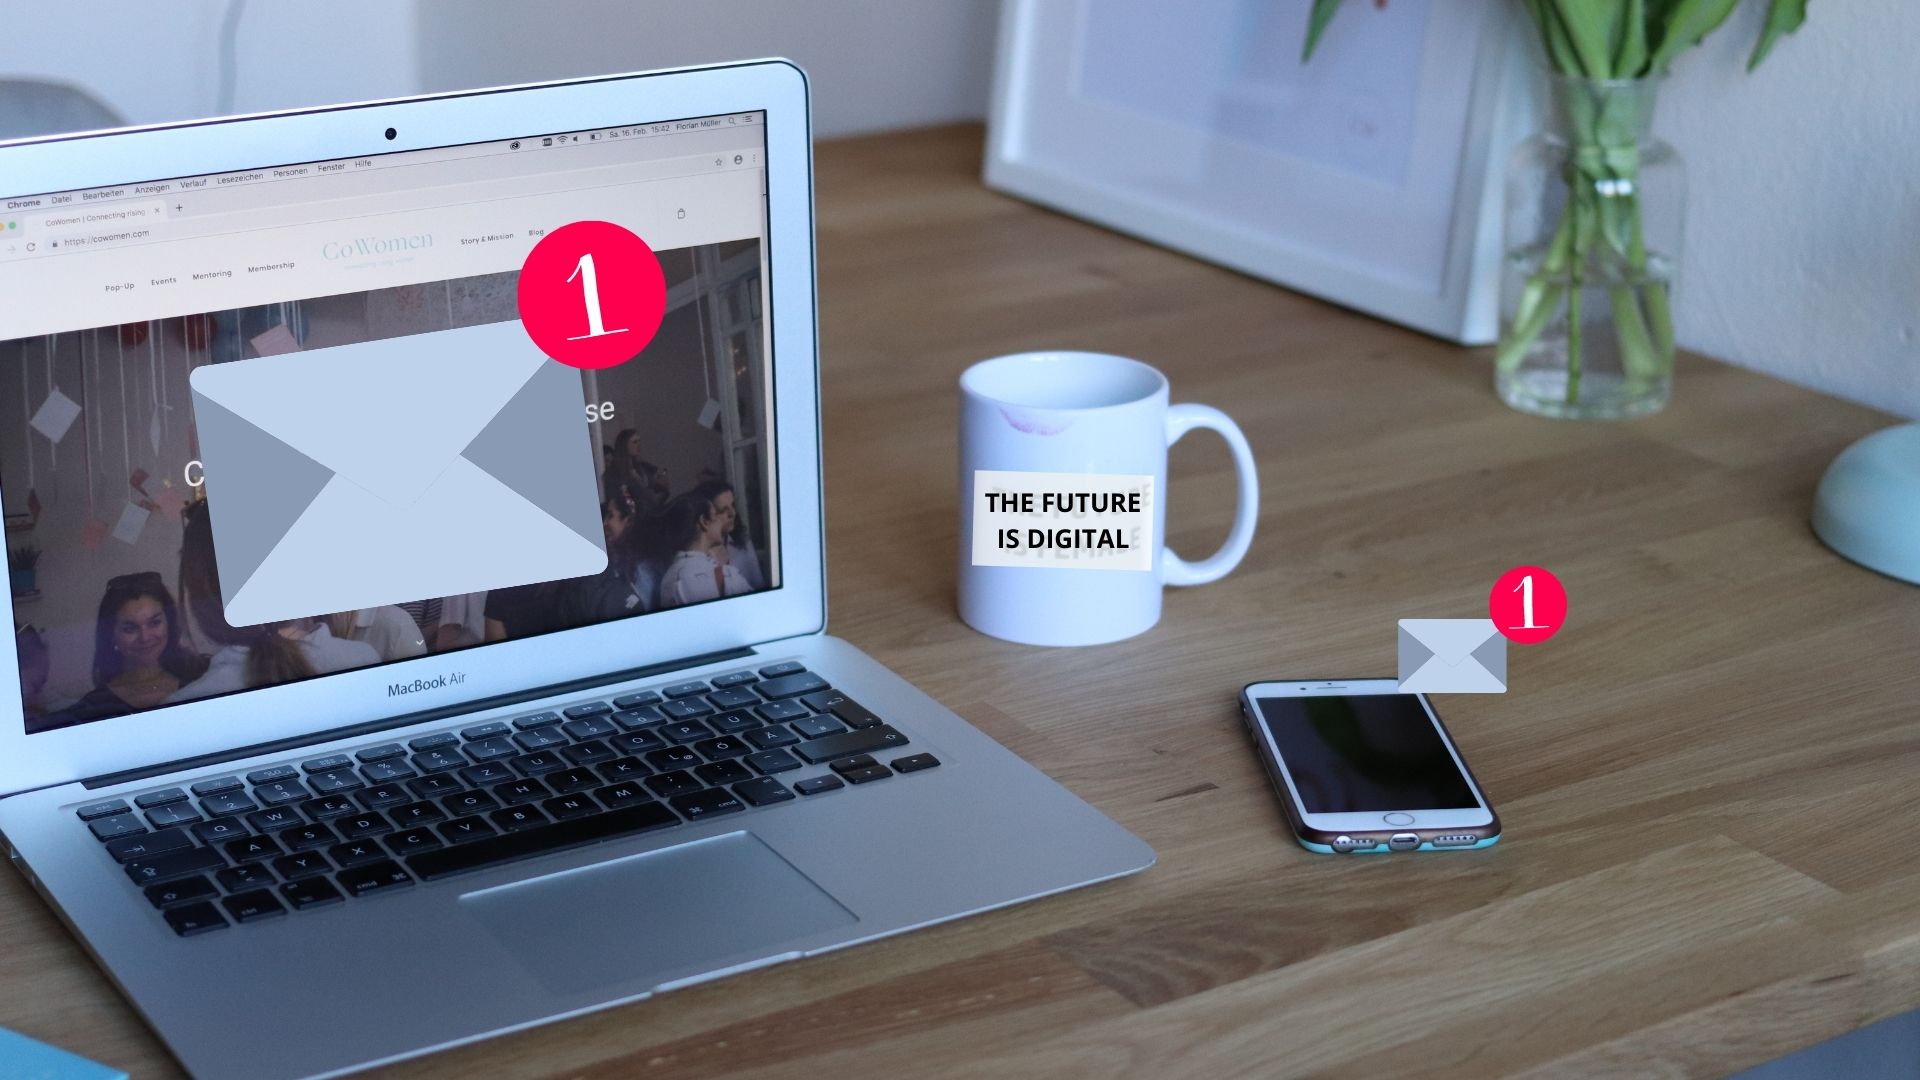 Chrome Datei Bearbeiten Anzeigen Verlauf Lesezeichen Personen Fenster Hilfe Sa. 16. Feb. 15:42 Florian Müller
CoWomen | Connecting rising
https://cowomen.com
Pop-Up Events Mentoring Membership CoWomen Story & Mission Blog
1
se
C
MacBook Air
THE FUTURE
IS DIGITAL
1